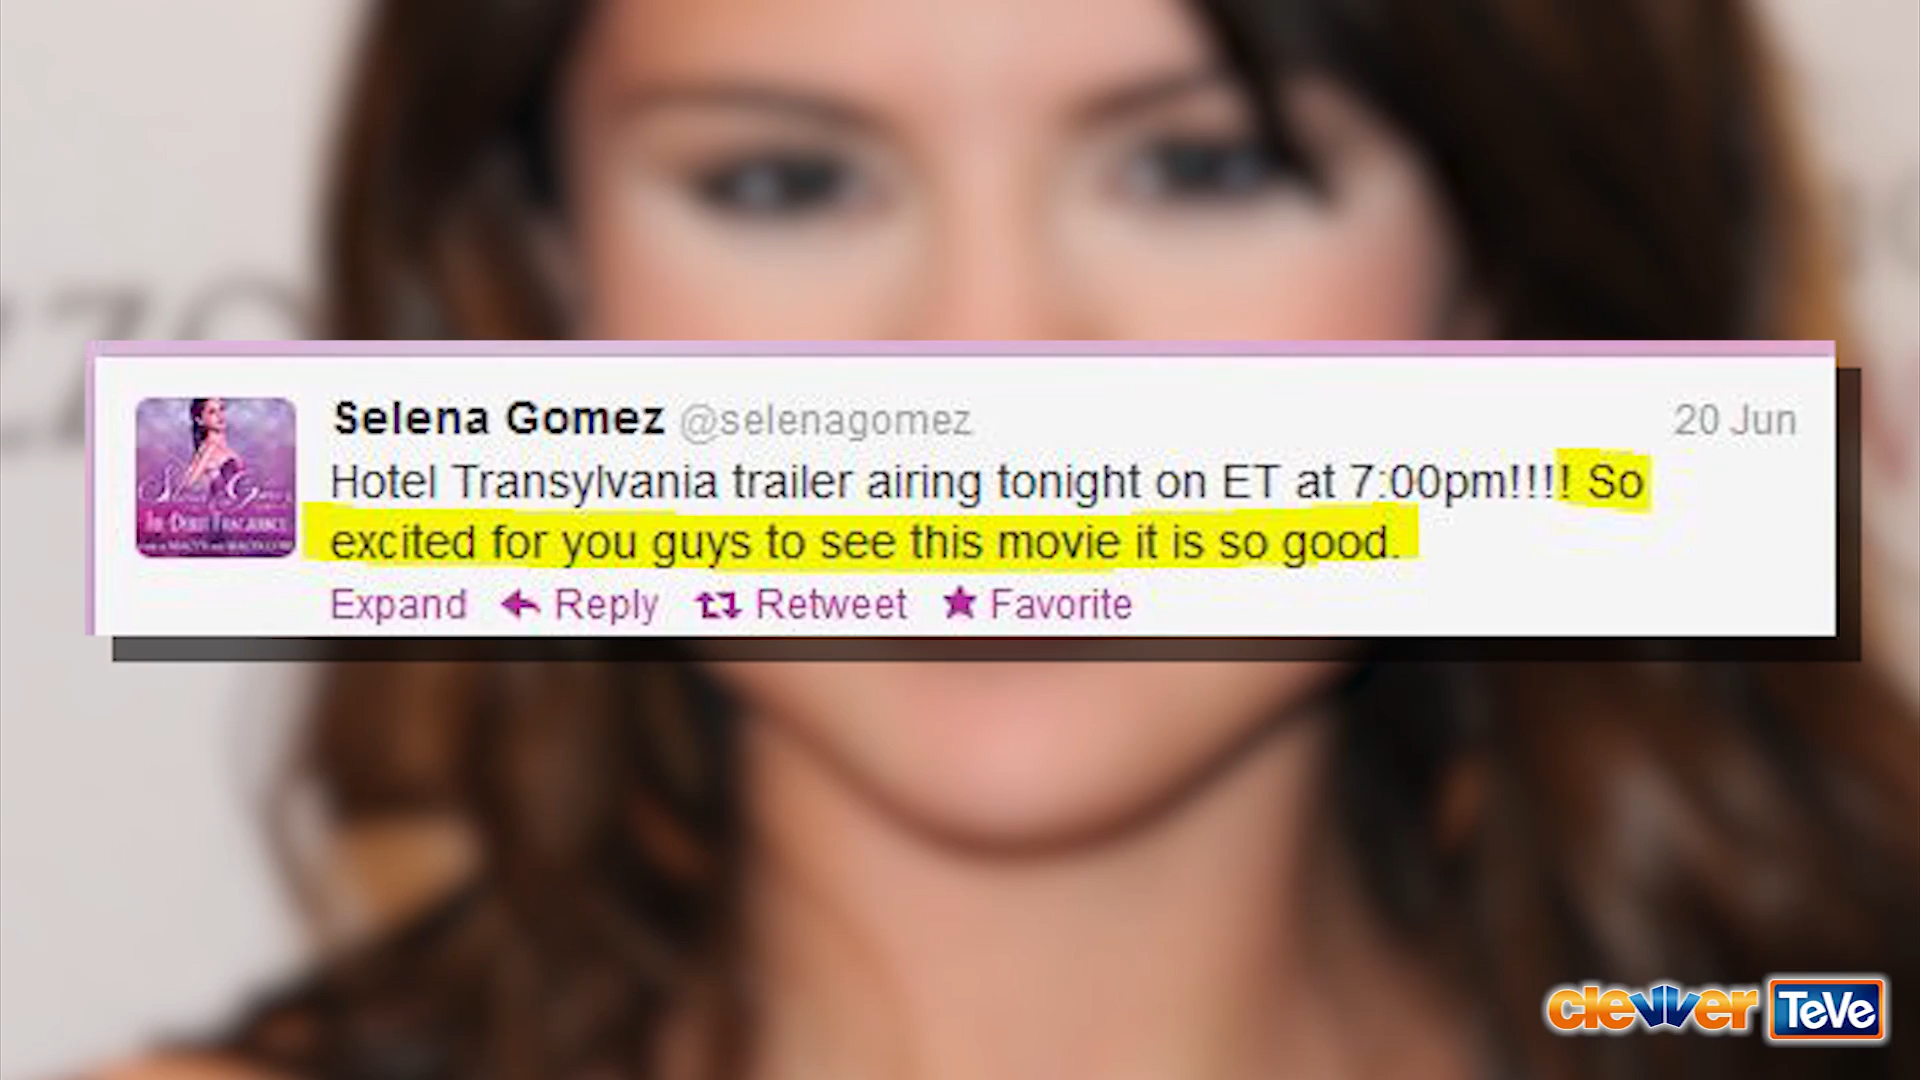 Selena Gomez @selenagomez 20 Jun
Hotel Transylvania trailer airing tonight on ET at 7:00pm!!!! So
excited for you guys to see this movie it is so good.
Expand Reply Retweet Favorite
clevver TeVe